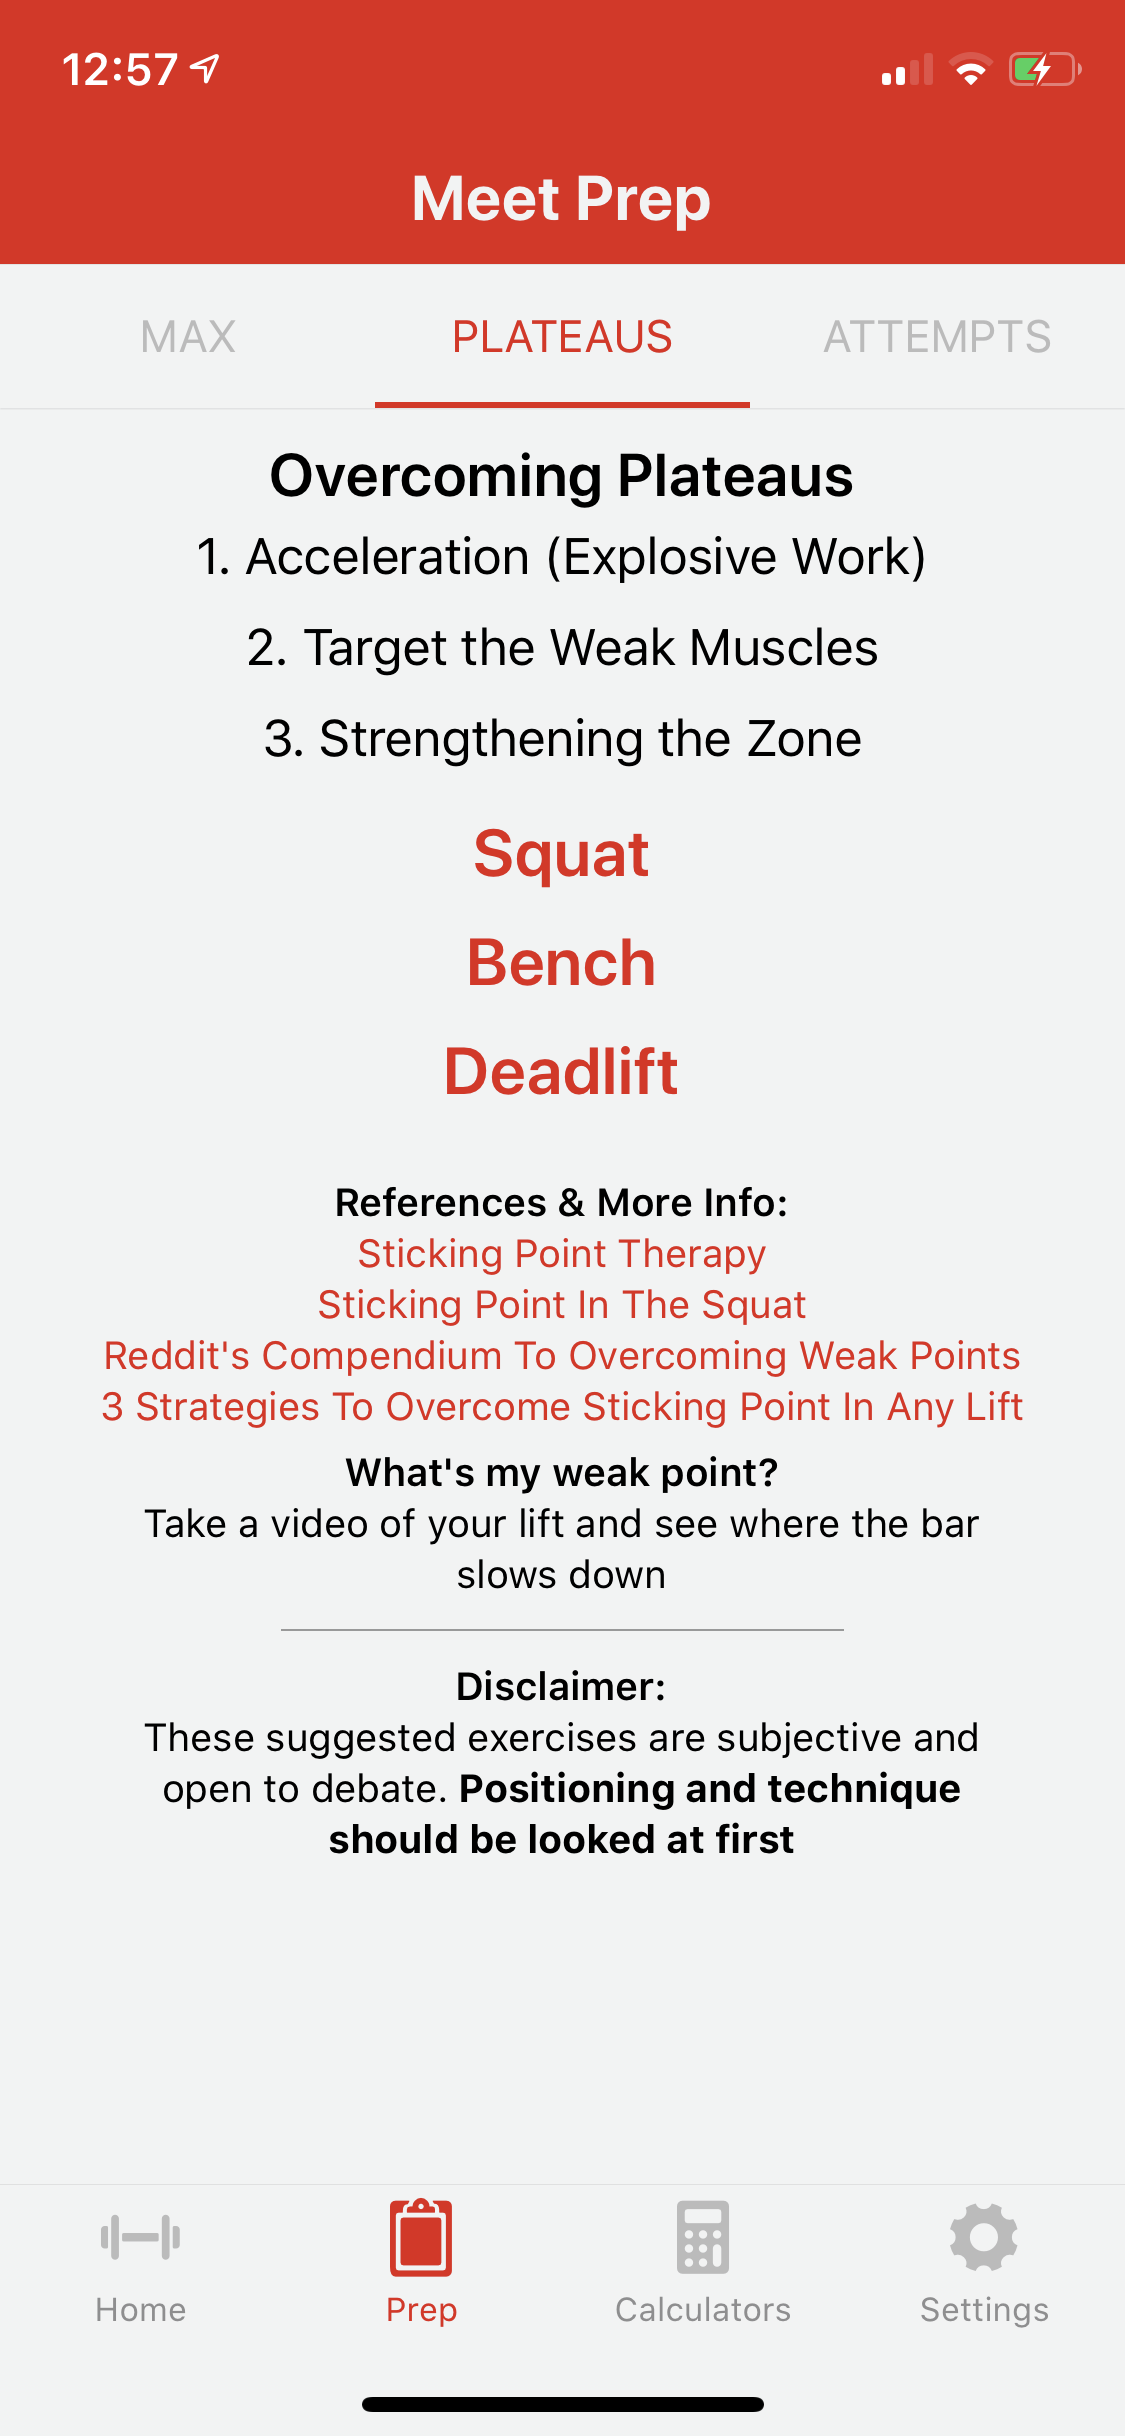 12:57
Meet Prep
MAX
PLATEAUS
ATTEMPTS
Overcoming Plateaus
1. Acceleration (Explosive Work)
2. Target the Weak Muscles
3. Strengthening the Zone
Squat
Bench
Deadlift
References & More Info:
Sticking Point Therapy
Sticking Point In The Squat
Reddit's Compendium To Overcoming Weak Points
3 Strategies To Overcome Sticking Point In Any Lift
What's my weak point?
Take a video of your lift and see where the bar
slows down
Disclaimer:
These suggested exercises are subjective and
open to debate. Positioning and technique
should be looked at first
Home
Prep
Calculators
Settings